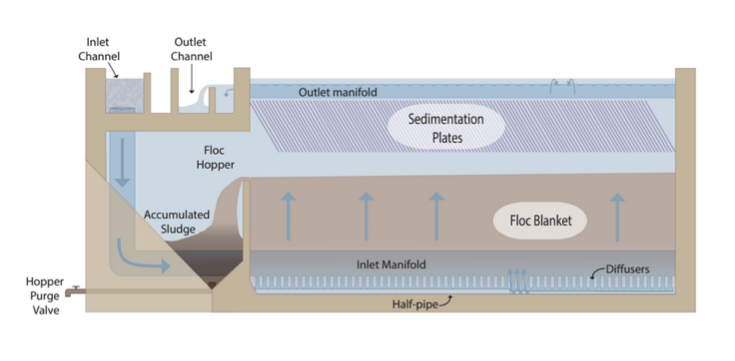 Inlet
Channel
Outlet
Channel
Outlet manifold
Sedimentation
Plates
Floc
Hopper
Accumulated
Sludge
Floc Blanket
Inlet Manifold
Diffusers
Hopper
Purge
Valve
Half-pipe